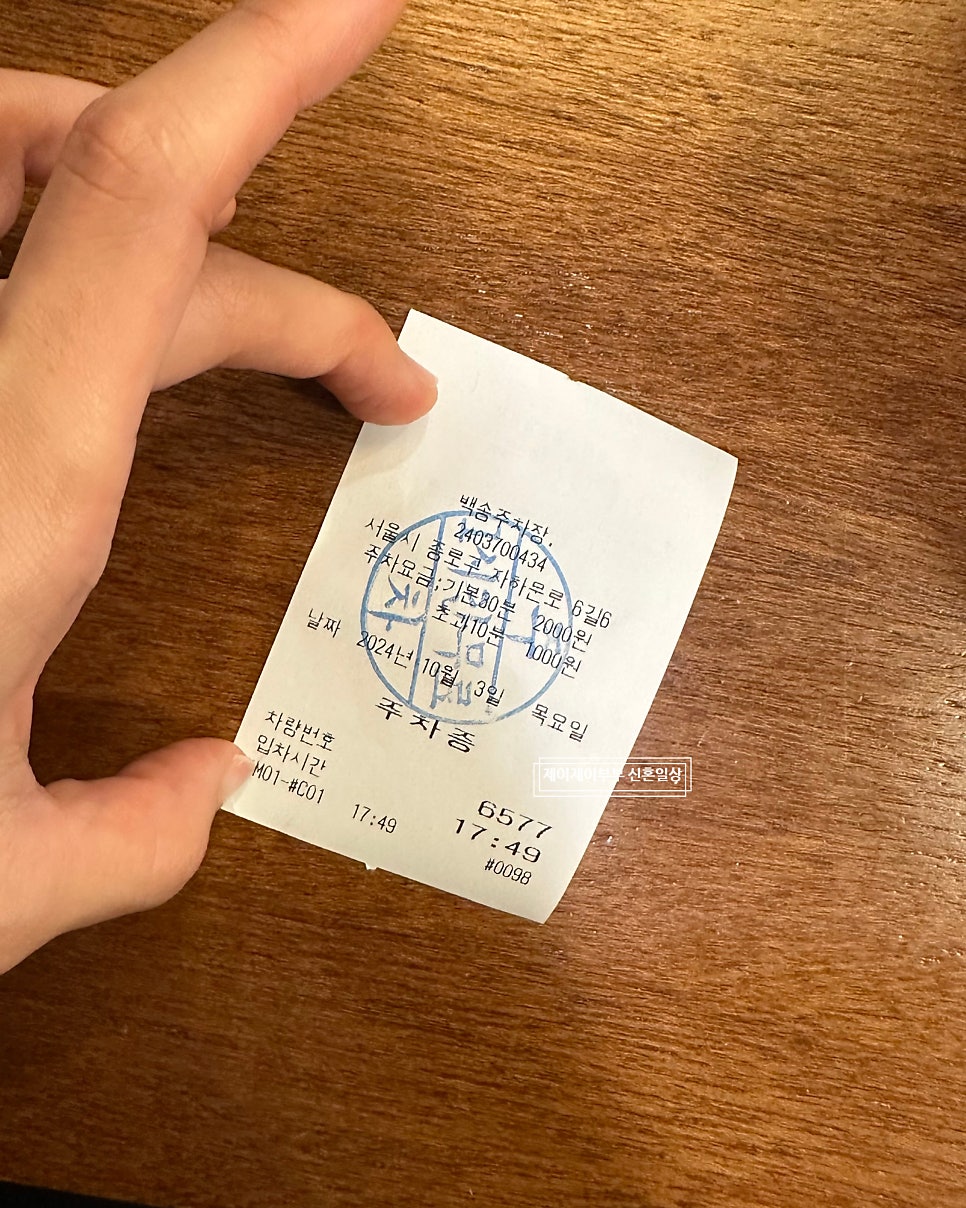 백송주차장.
2403700434
서울시 종로구 자하문로 6길6
주차요금;기본30분 2000원
초과10분 1000원
날짜 2024년 10월 3일 목요일
주차증
차량번호 6577
입차시간 17:49
M01-#C01 17:49 #0098
주차
제이제이부부 신혼일상